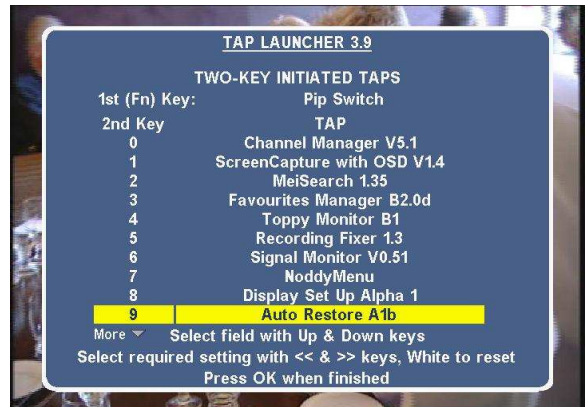 TAP LAUNCHER 3.9
TWO-KEY INITIATED TAPS
1st (Fn) Key: Pip Switch
2nd Key TAP
0 Channel Manager V5.1
1 ScreenCapture with OSD V1.4
2 MeiSearch 1.35
3 Favourites Manager B2.0d
4 Toppy Monitor B1
5 Recording Fixer 1.3
6 Signal Monitor V0.51
7 NoddyMenu
8 Display Set Up Alpha 1
9 Auto Restore A1b
More Select field with Up & Down keys
Select required setting with << & >> keys, White to reset
Press OK when finished